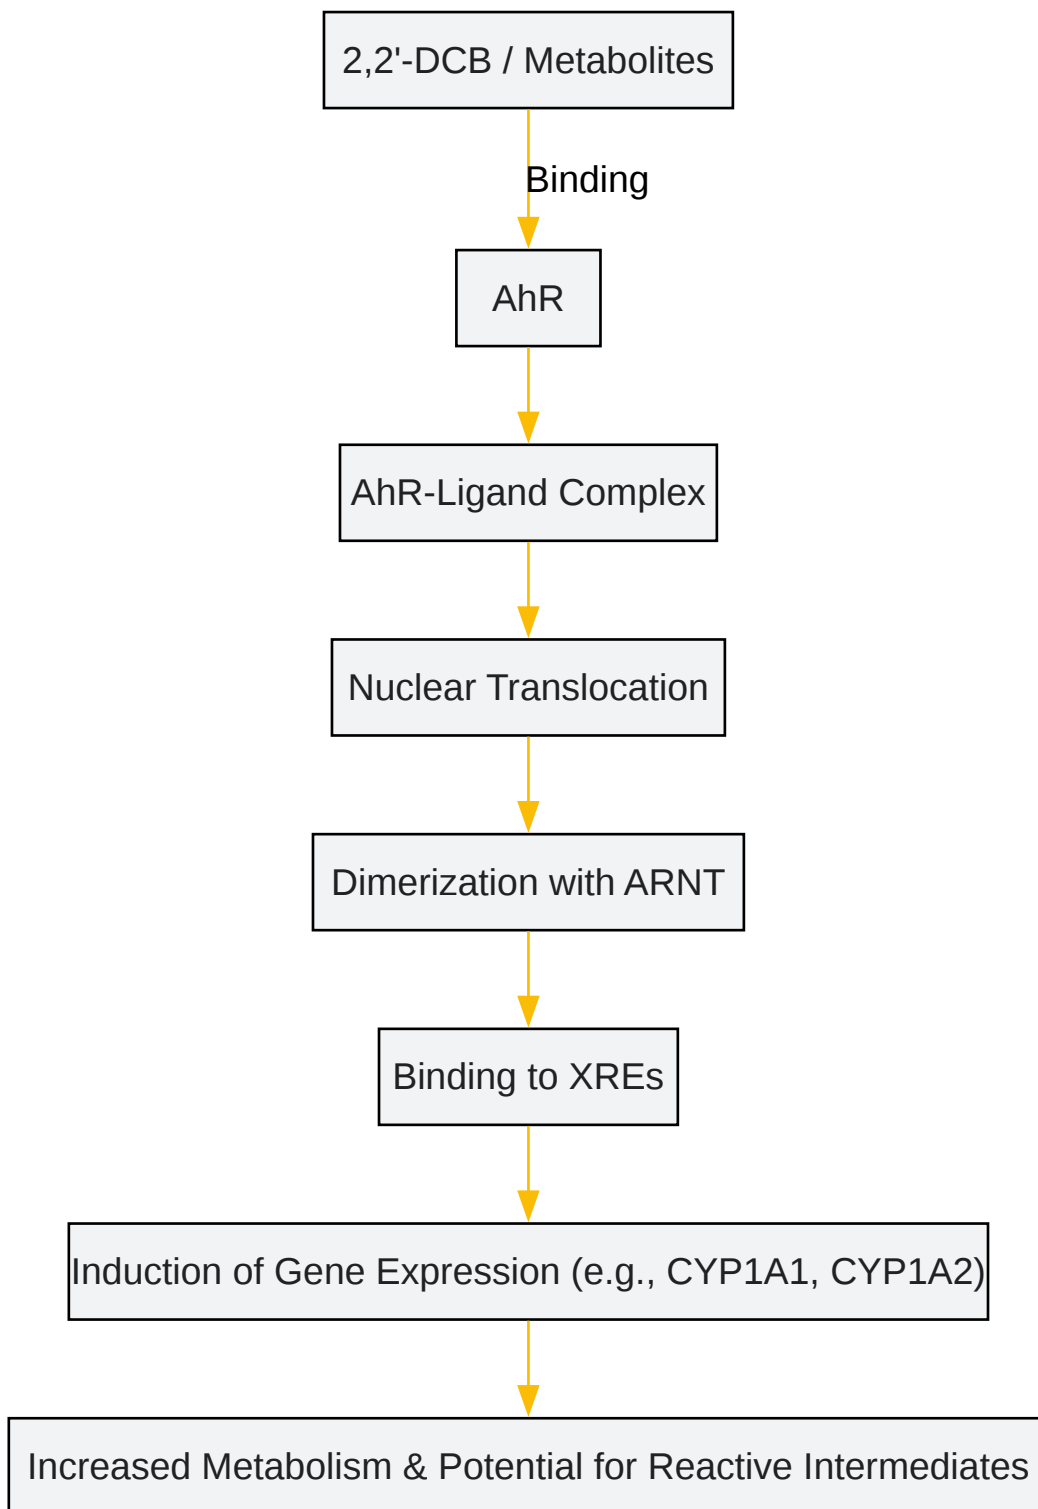 2,2'-DCB / Metabolites
Binding
AhR
AhR-Ligand Complex
Nuclear Translocation
Dimerization with ARNT
Binding to XREs
Induction of Gene Expression (e.g., CYP1A1, CYP1A2)
Increased Metabolism & Potential for Reactive Intermediates